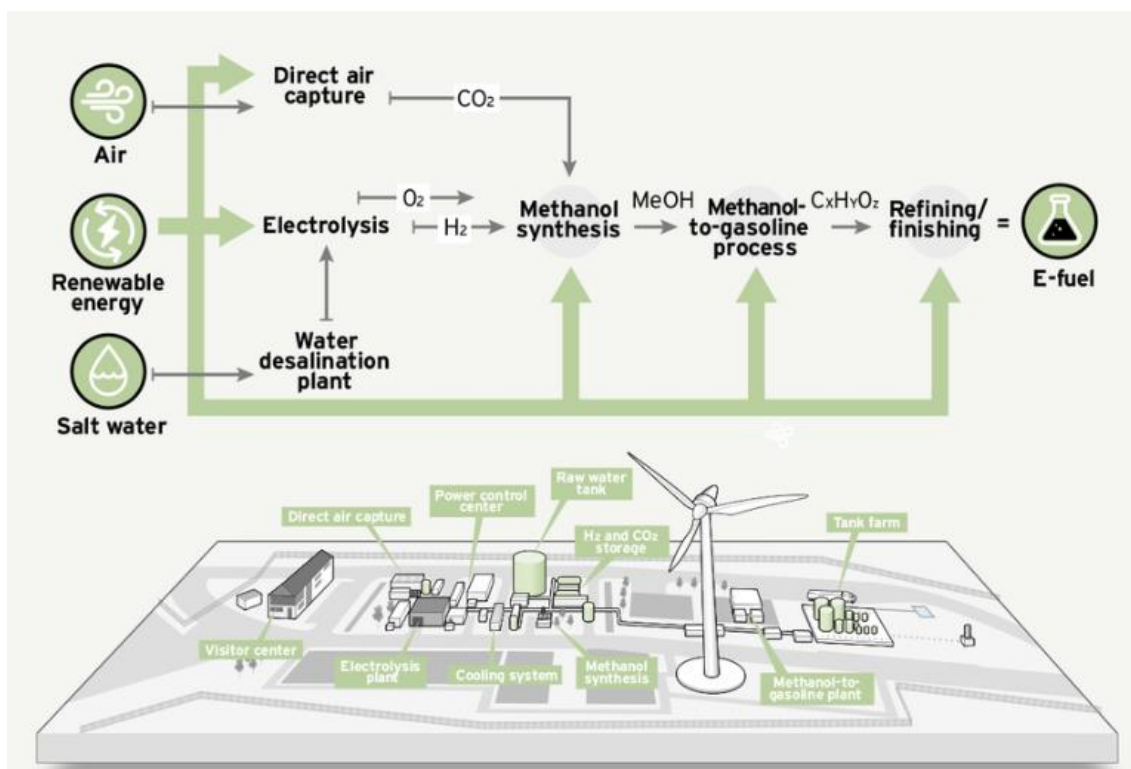 Direct air
capture
CO₂
Air
O₂
Electrolysis
H₂
Methanol
synthesis
MeOH
Methanol-
to-gasoline
process
CXHYOZ
Refining/
finishing
=
E-fuel
Renewable
energy
Water
desalination
plant
Salt water
Raw water
tank
Power control
center
Direct air capture
H₂ and CO₂
storage
Tank farm
Visitor center
Electrolysis
plant
Cooling system
Methanol
synthesis
Methanol-to-
gasoline plant